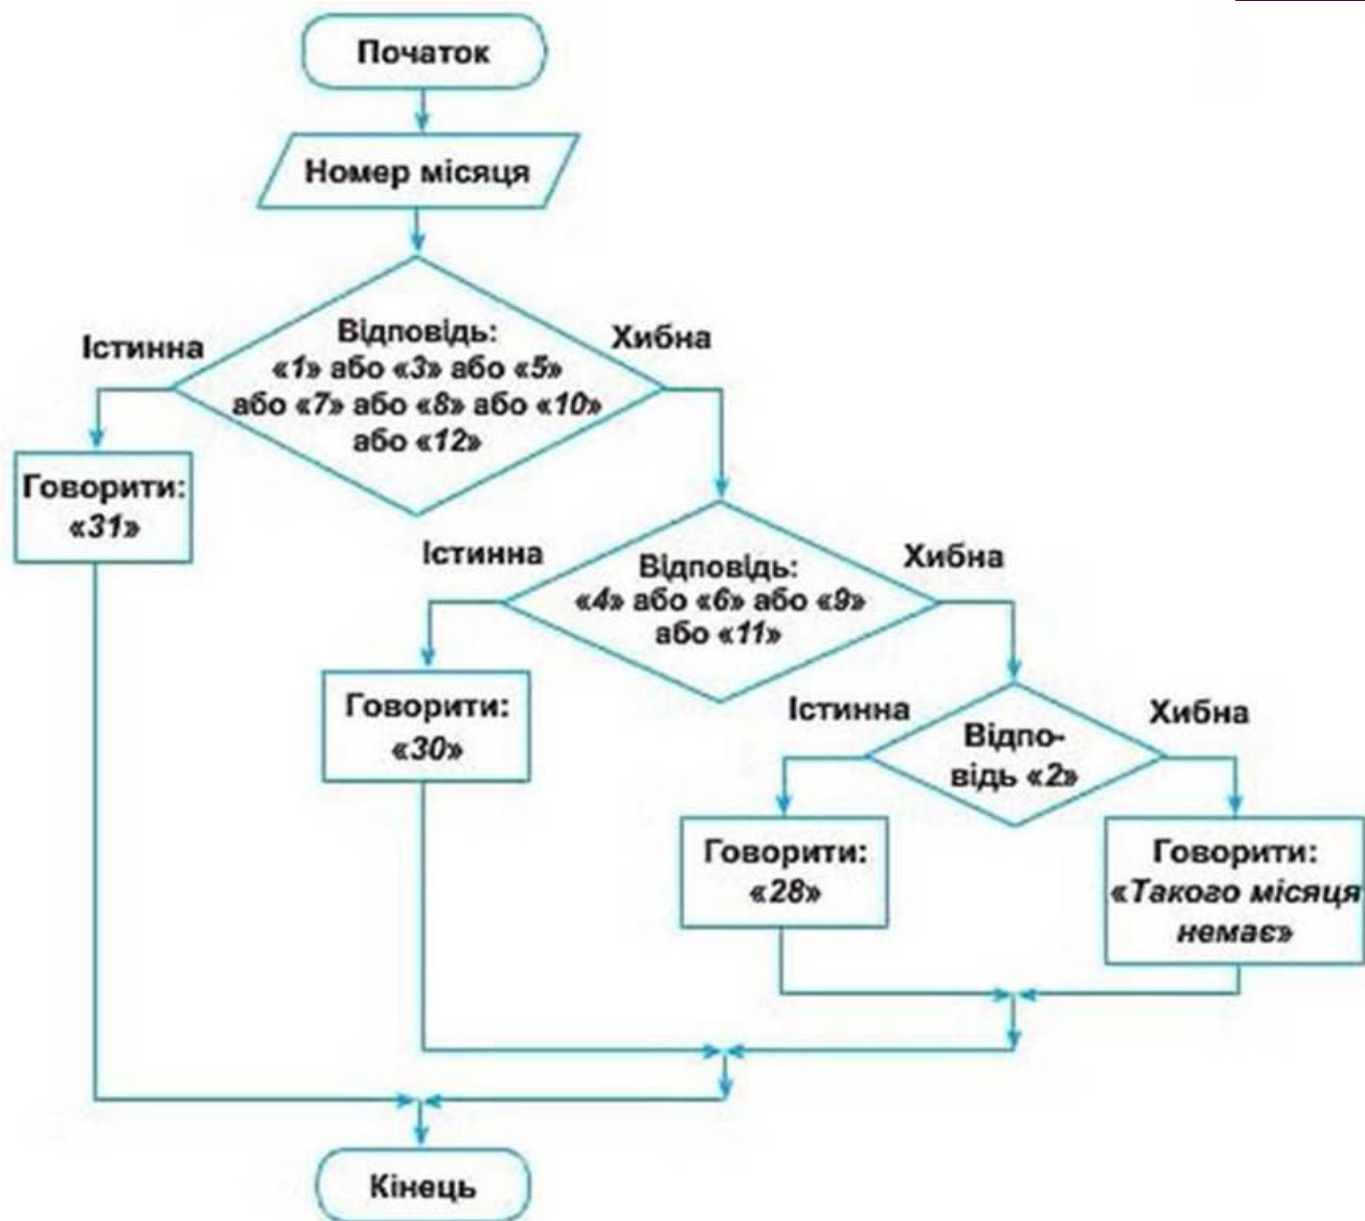 Початок
Номер місяця
Істинна
Відповідь:
«1» або «3» або «5»
або «7» або «8» або «10»
або «12»
Хибна
Говорити:
«31»
Істинна
Відповідь:
«4» або «6» або «9»
або «11»
Хибна
Говорити:
«30»
Істинна
Відпо-
відь «2»
Хибна
Говорити:
«28»
Говорити:
«Такого місяця
немає»
Кінець